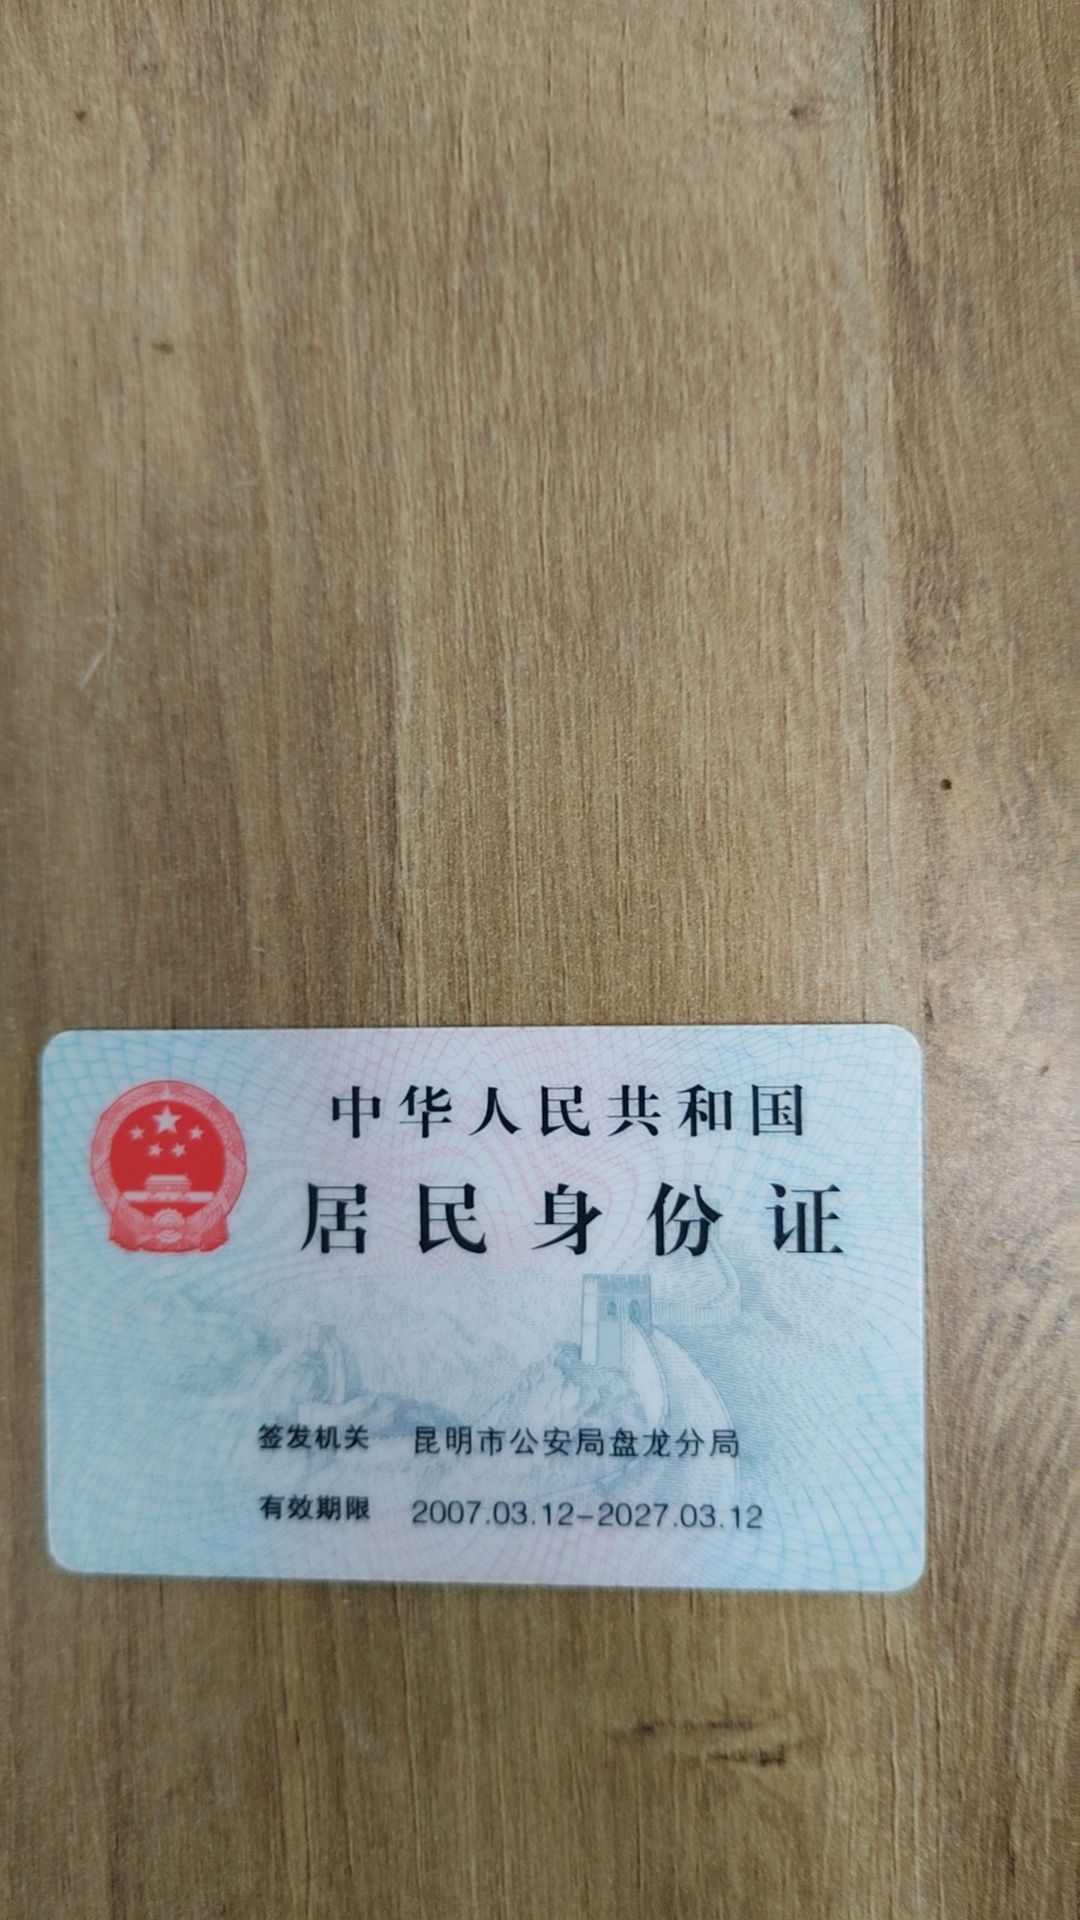 中华人民共和国
居民身份证
签发机关 昆明市公安局盘龙分局
有效期限 2007.03.12-2027.03.12